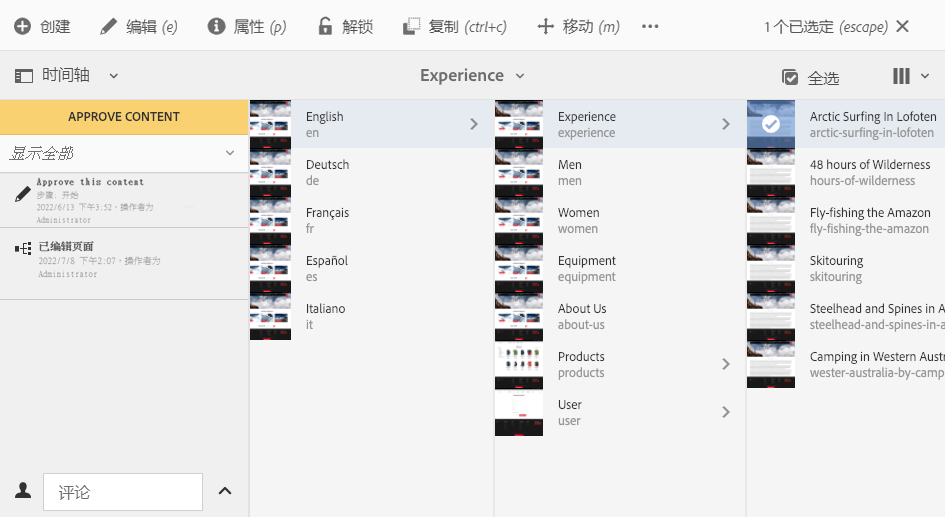 创建
编辑 (e)
属性 (p)
解锁
复制 (ctrl+c)
移动 (m)
1 个已选定 (escape)
时间轴
Experience
全选
APPROVE CONTENT
显示全部
Approve this content
步骤．开始
2022/6/13 下午3:52，操作者为
Administrator
已编辑页面
2022/7/8 下午2:07，操作者为
Administrator
评论
English
en
Deutsch
de
Français
fr
Español
es
Italiano
it
Experience
experience
Men
men
Women
women
Equipment
equipment
About Us
about-us
Products
products
User
user
Arctic Surfing In Lofoten
arctic-surfing-in-lofoten
48 hours of Wilderness
hours-of-wilderness
Fly-fishing the Amazon
fly-fishing-the-amazon
Skitouring
skitouring
Steelhead and Spines in A
steelhead-and-spines-in-a
Camping in Western Austr
wester-australia-by-camp